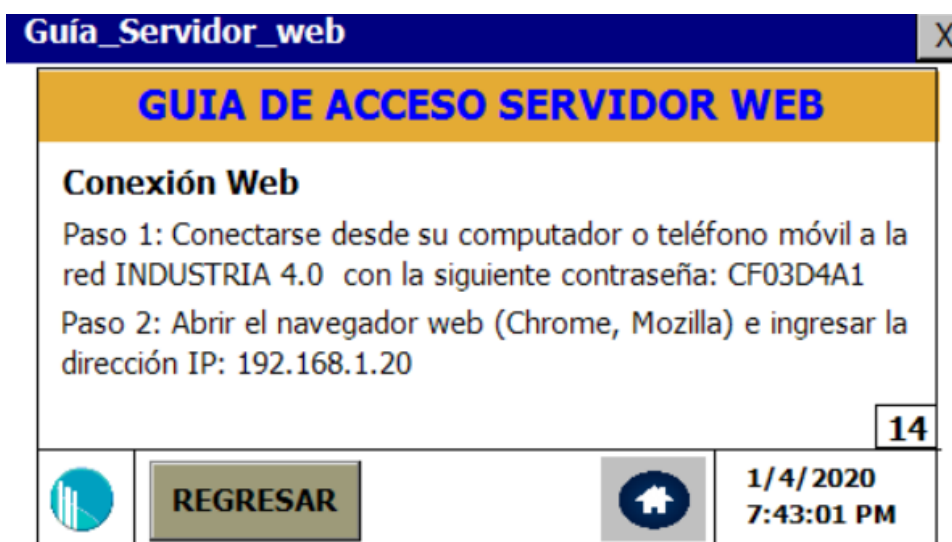 Guía_Servidor_web
X
GUIA DE ACCESO SERVIDOR WEB
Conexión Web
Paso 1: Conectarse desde su computador o teléfono móvil a la
red INDUSTRIA 4.0 con la siguiente contraseña: CF03D4A1
Paso 2: Abrir el navegador web (Chrome, Mozilla) e ingresar la
dirección IP: 192.168.1.20
14
REGRESAR
1/4/2020
7:43:01 PM